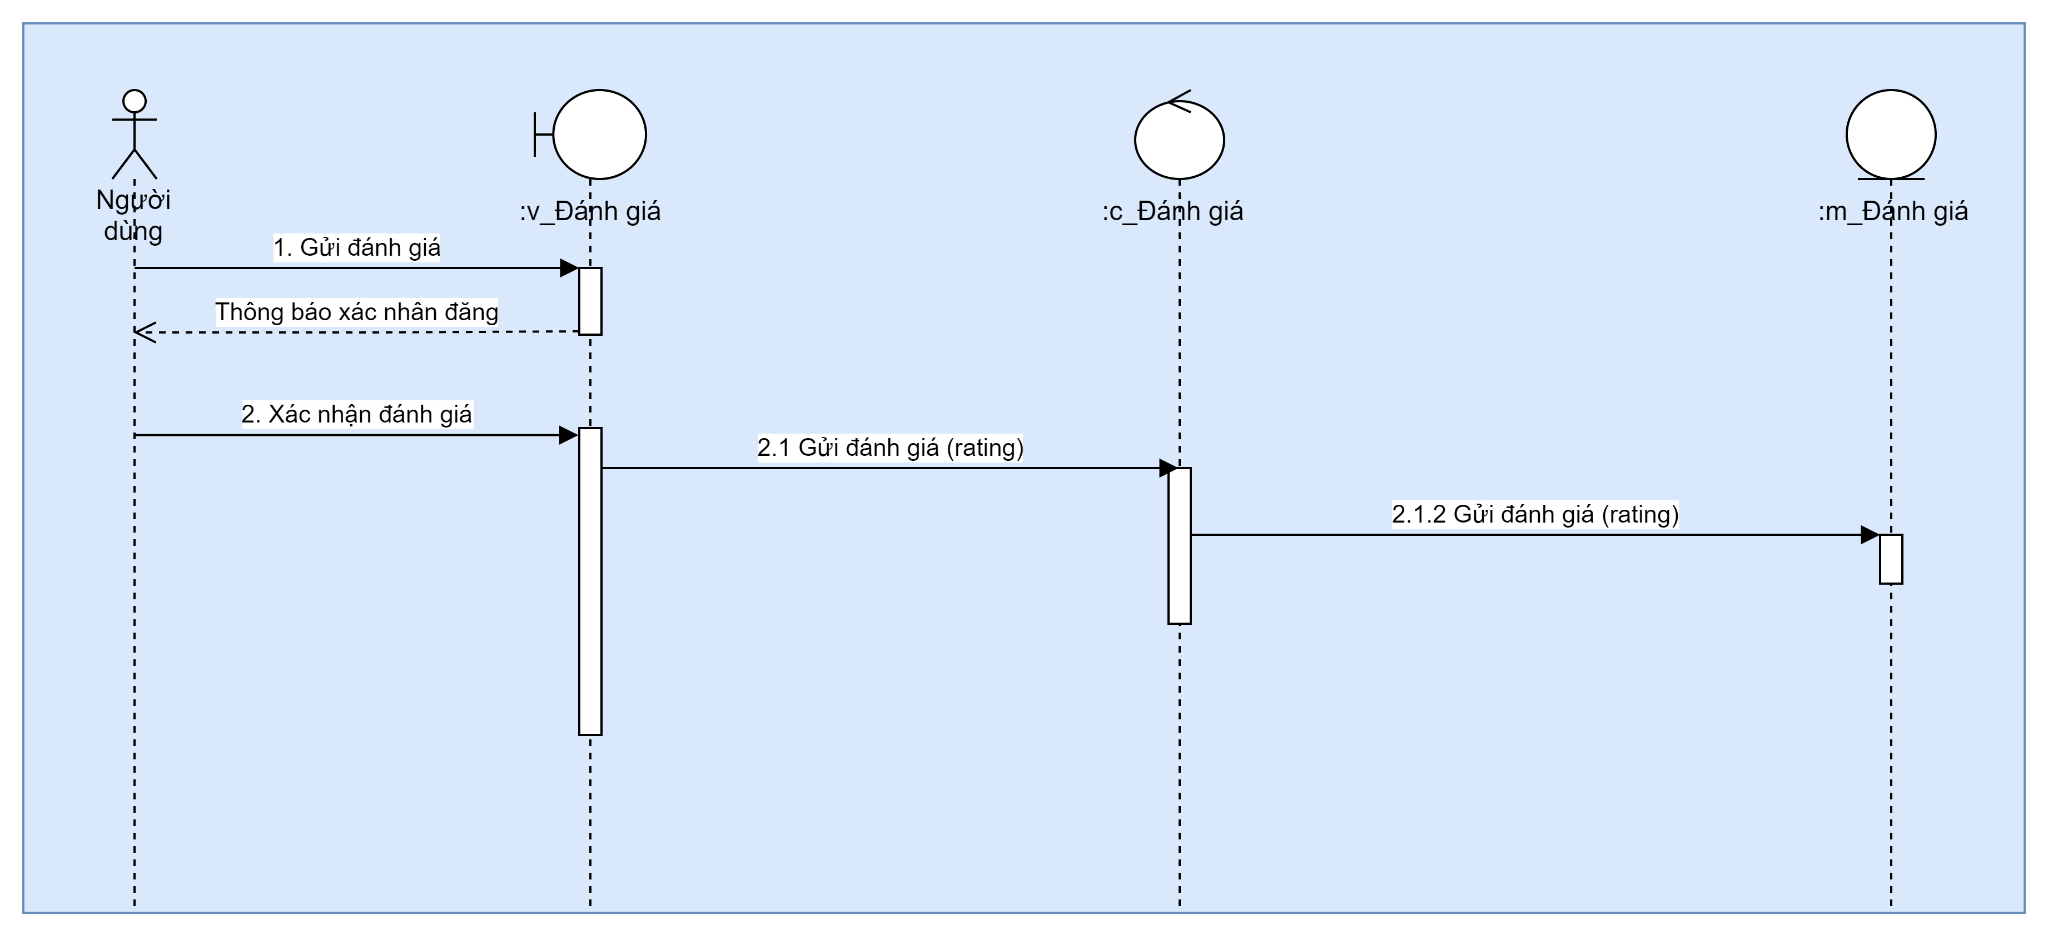 Người
dùng
:v_Đánh giá
:c_Đánh giá
:m_Đánh giá
1. Gửi đánh giá
Thông báo xác nhân đăng
2. Xác nhận đánh giá
2.1 Gửi đánh giá (rating)
2.1.2 Gửi đánh giá (rating)